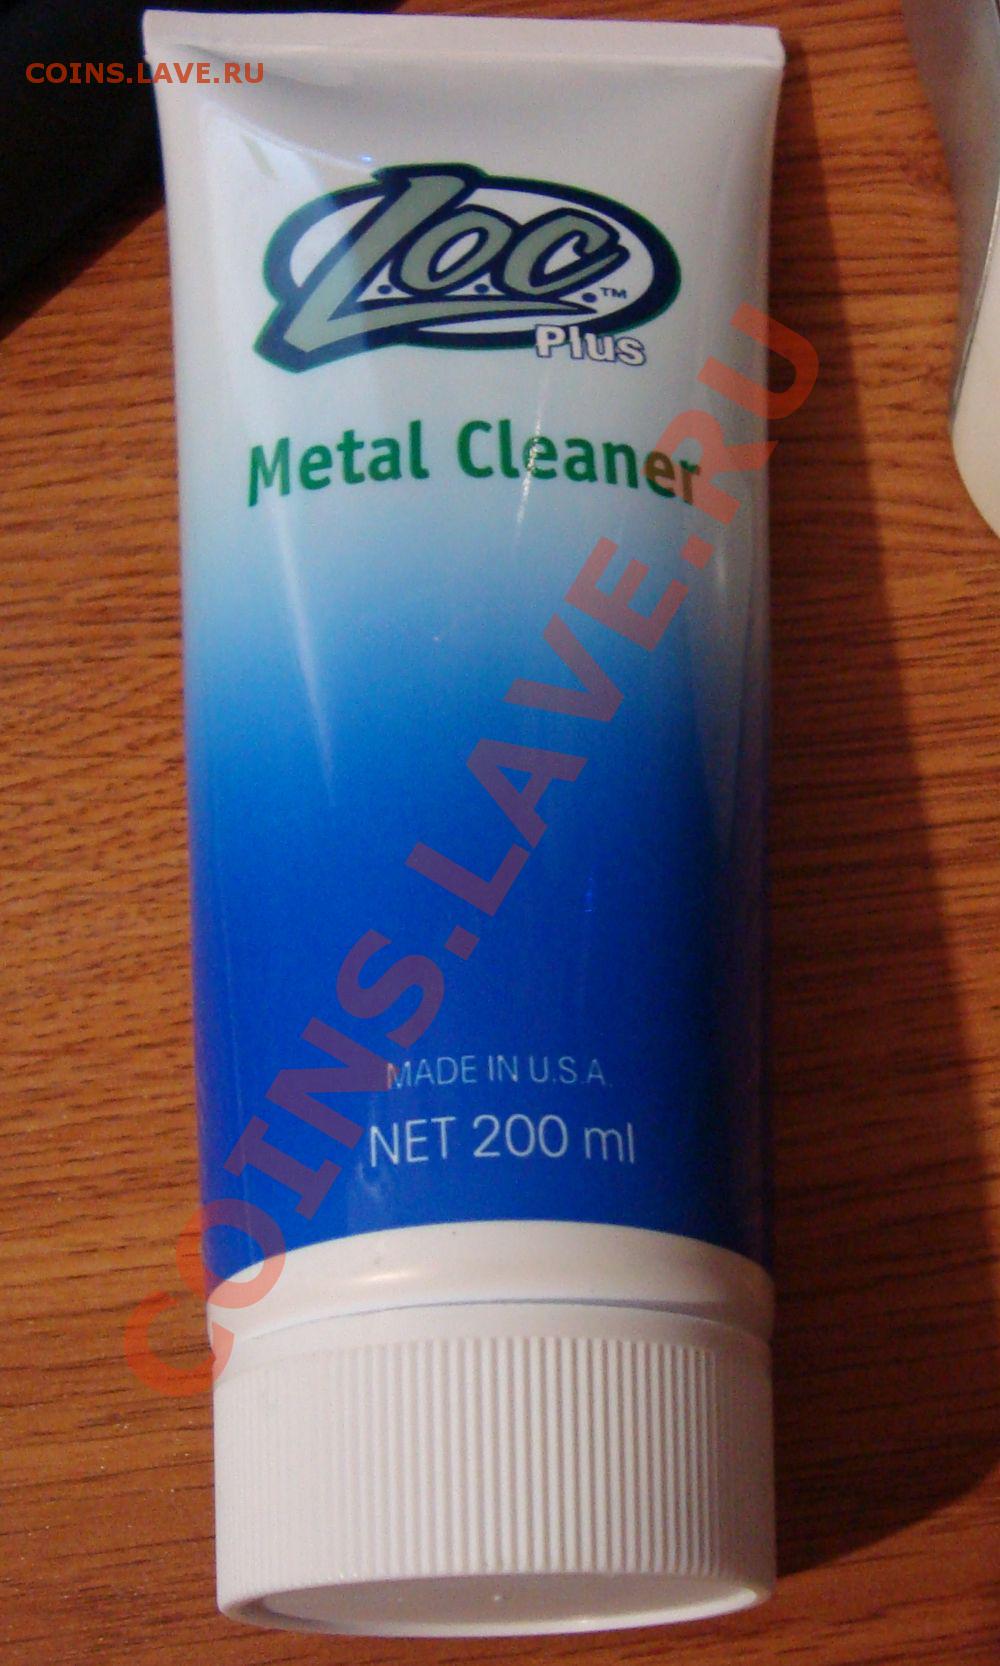 COINS.LAVE.RU
L.O.C.™
Plus
Metal Cleaner
COINS.LAVE.RU
MADE IN U.S.A.
NET 200 ml